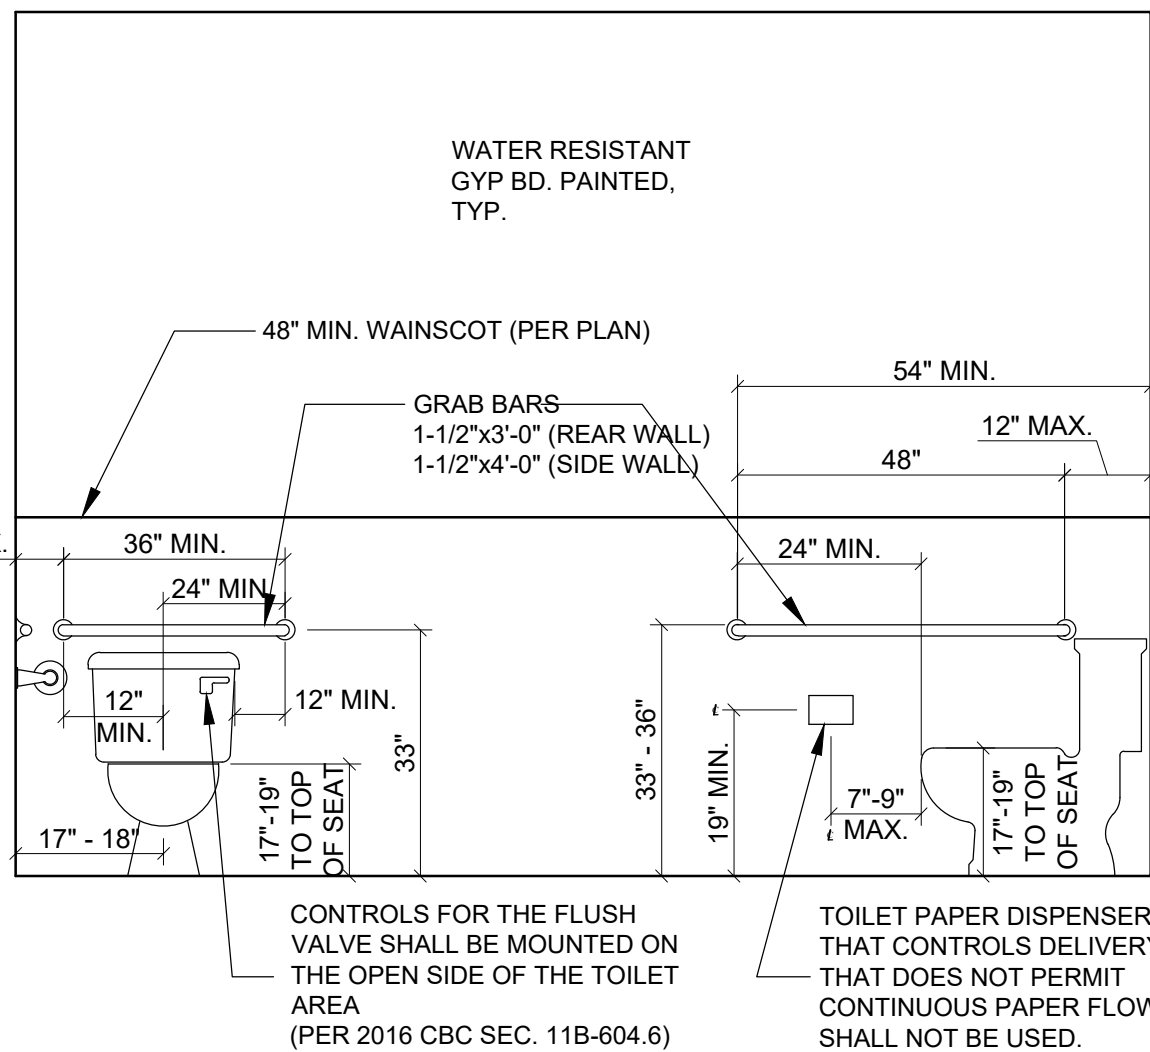 WATER RESISTANT
GYP BD. PAINTED,
TYP.
48" MIN. WAINSCOT (PER PLAN)
GRAB BARS
1-1/2"x3'-0" (REAR WALL)
1-1/2"x4'-0" (SIDE WALL)
54" MIN.
12" MAX.
48"
36" MIN.
24" MIN
24" MIN.
12"
MIN.
12" MIN.
33"
17"-19"
TO TOP
OF SEAT
17" - 18"
33" - 36"
19" MIN.
7"-9"
MAX.
17"-19"
TO TOP
OF SEAT
CONTROLS FOR THE FLUSH
VALVE SHALL BE MOUNTED ON
THE OPEN SIDE OF THE TOILET
AREA
(PER 2016 CBC SEC. 11B-604.6)
TOILET PAPER DISPENSER
THAT CONTROLS DELIVERY
THAT DOES NOT PERMIT
CONTINUOUS PAPER FLOW
SHALL NOT BE USED.